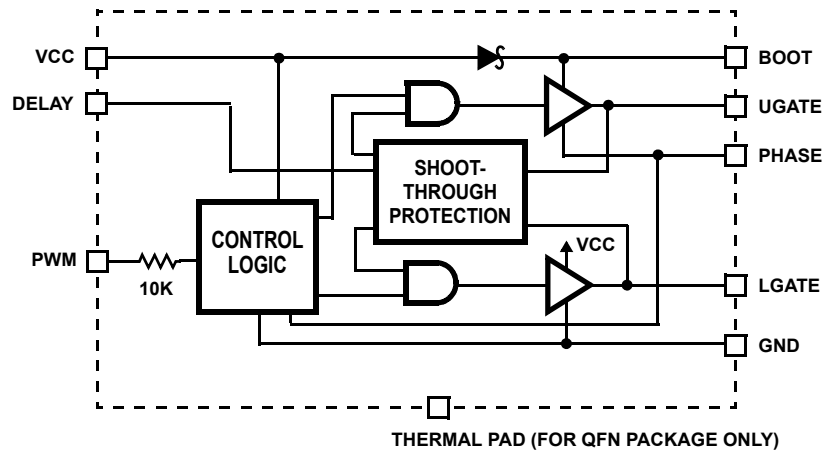 VCC
BOOT
DELAY
UGATE
PHASE
SHOOT-
THROUGH
PROTECTION
CONTROL
LOGIC
VCC
PWM
10K
LGATE
GND
THERMAL PAD (FOR QFN PACKAGE ONLY)